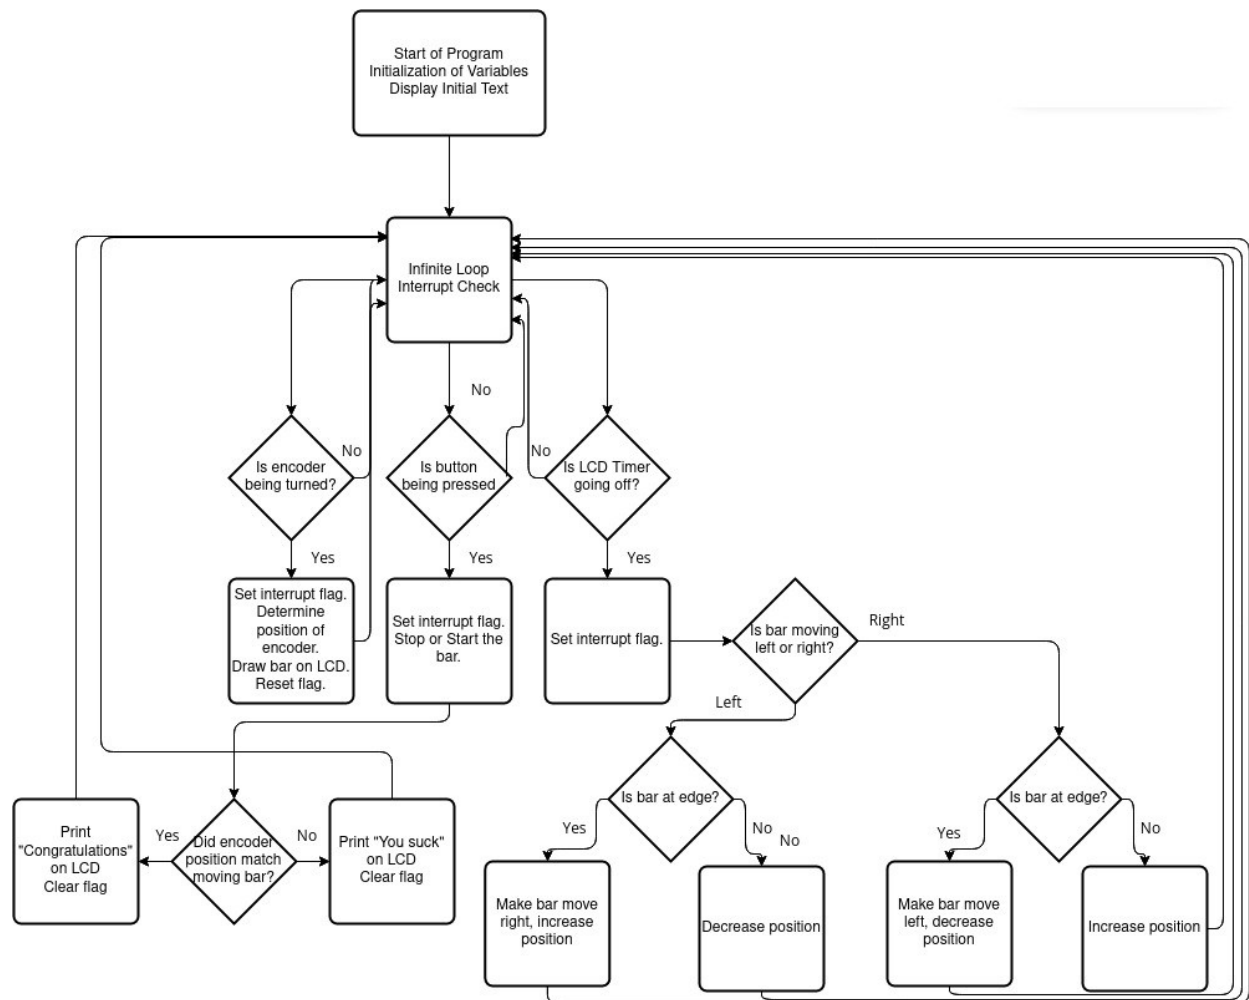 Start of Program
Initialization of Variables
Display Initial Text
Infinite Loop
Interrupt Check
No
Is encoder
being turned?
No
Is button
being pressed
No
Is LCD Timer
going off?
Yes
Yes
Yes
Set interrupt flag.
Determine
position of
encoder.
Draw bar on LCD.
Reset flag.
Set interrupt flag.
Stop or Start the
bar.
Set interrupt flag.
Is bar moving
left or right?
Right
Left
Print
"Congratulations"
on LCD
Clear flag
Yes
Did encoder
position match
moving bar?
No
Print "You suck"
on LCD
Clear flag
Is bar at edge?
Yes
No
No
Is bar at edge?
Yes
No
Make bar move
right, increase
position
Decrease position
Make bar move
left, decrease
position
Increase position